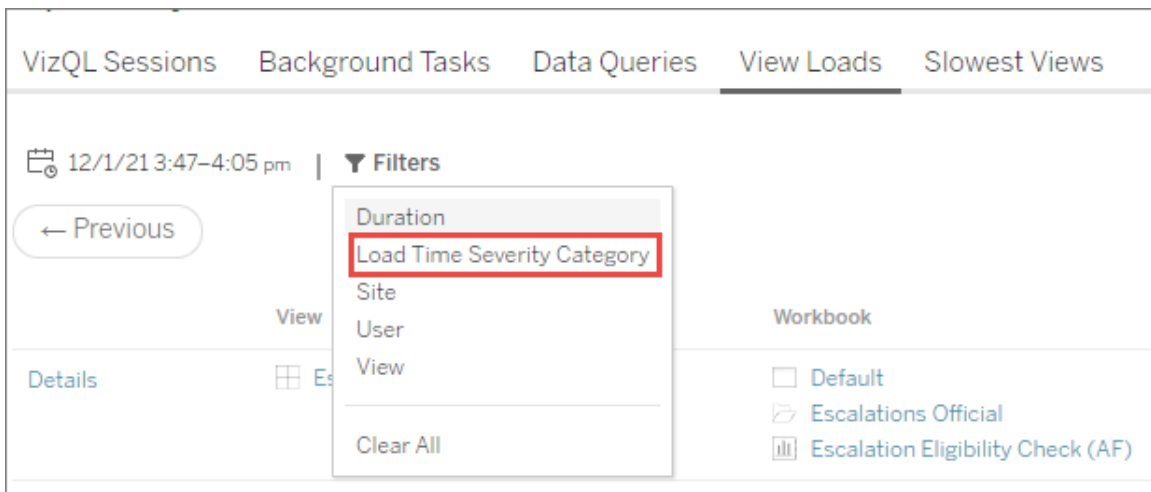 VizQL Sessions Background Tasks Data Queries View Loads Slowest Views
12/1/21 3:47–4:05 pm | Filters
← Previous
Duration
Load Time Severity Category
Site
User
View
Clear All
View Workbook
Details
Default
Escalations Official
Escalation Eligibility Check (AF)